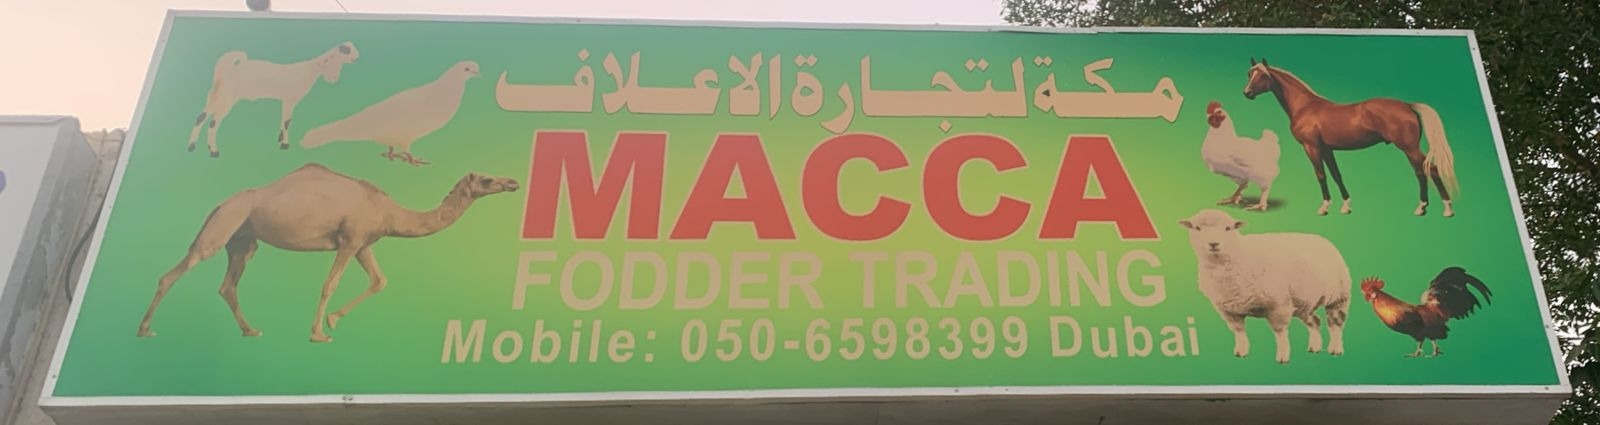 مكة لتجارة الاعلاف
MACCA
FODDER TRADING
Mobile: 050-6598399 Dubai